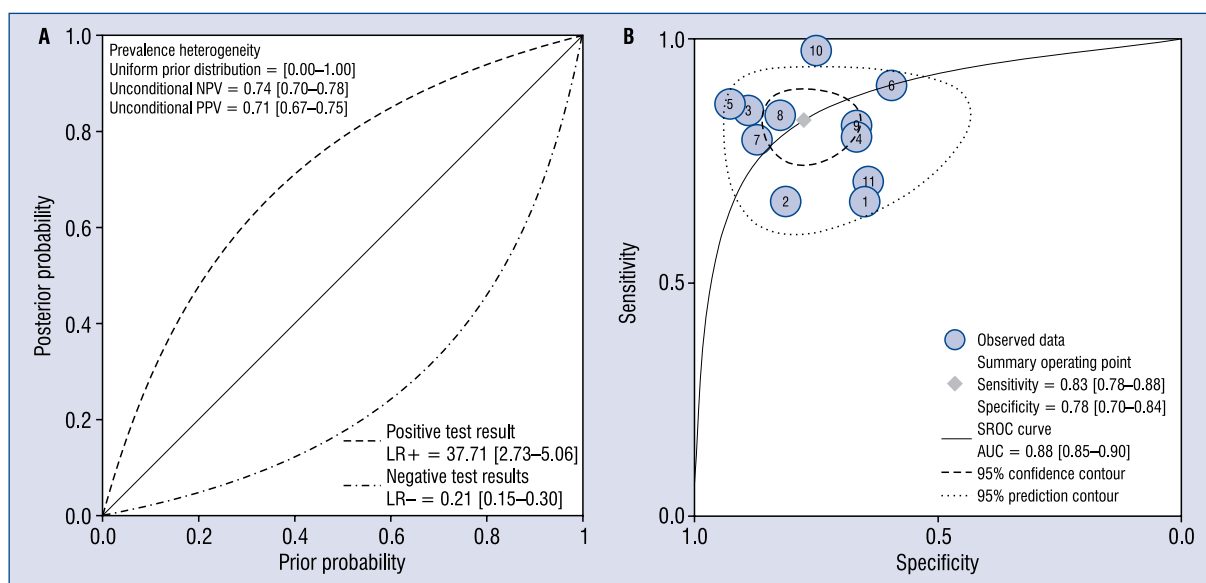 A
Prevalence heterogeneity
Uniform prior distribution = [0.00–1.00]
Unconditional NPV = 0.74 [0.70–0.78]
Unconditional PPV = 0.71 [0.67–0.75]
1.0
0.8
0.6
0.4
0.2
0.0
Posterior probability
Positive test result
LR+ = 37.71 [2.73–5.06]
Negative test results
LR– = 0.21 [0.15–0.30]
0.0
0.2
0.4
0.6
0.8
1
Prior probability
B
1.0
0.5
0.0
Sensitivity
10
6
5
3
8
9
4
7
11
2
1
Observed data
Summary operating point
Sensitivity = 0.83 [0.78–0.88]
Specificity = 0.78 [0.70–0.84]
SROC curve
AUC = 0.88 [0.85–0.90]
95% confidence contour
95% prediction contour
1.0
0.5
0.0
Specificity